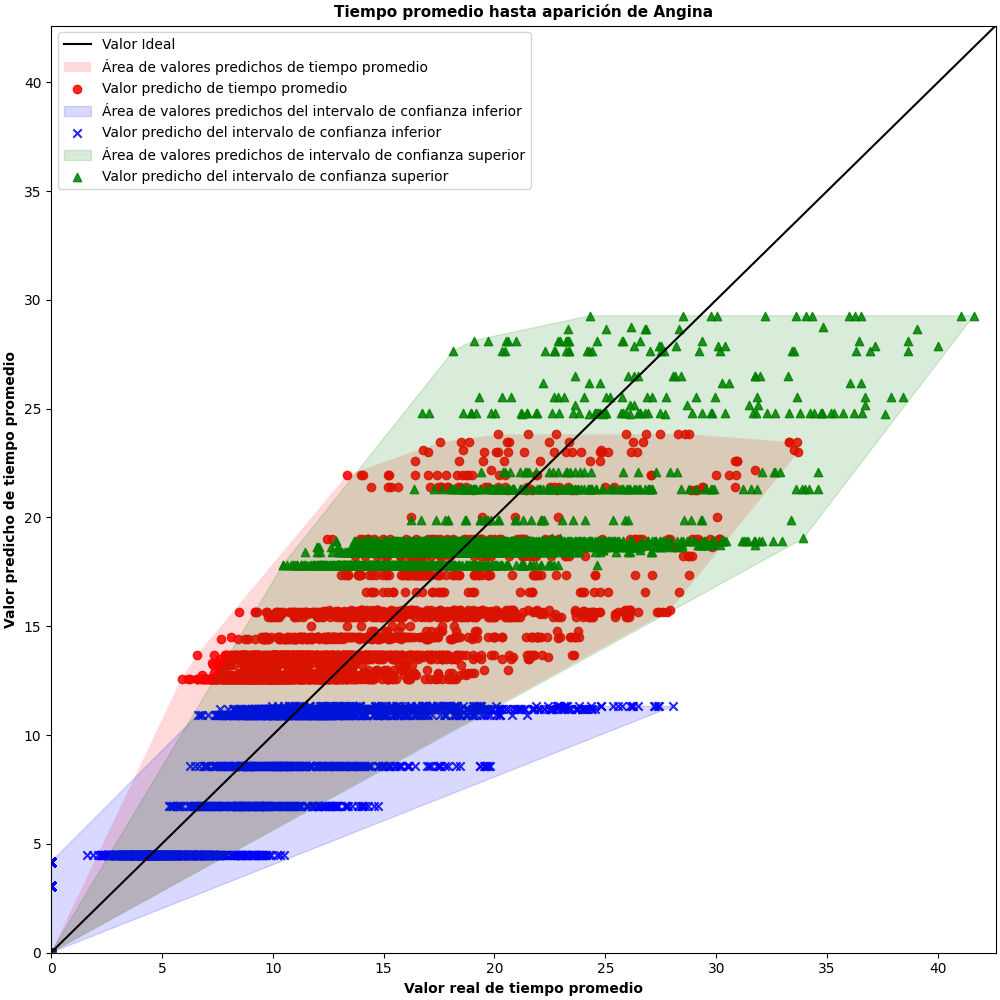 Tiempo promedio hasta aparición de Angina
Valor Ideal
Área de valores predichos de tiempo promedio
Valor predicho de tiempo promedio
Área de valores predichos del intervalo de confianza inferior
Valor predicho del intervalo de confianza inferior
Área de valores predichos de intervalo de confianza superior
Valor predicho del intervalo de confianza superior
Valor predicho de tiempo promedio
40
35
30
25
20
15
10
5
0
0 5 10 15 20 25 30 35 40
Valor real de tiempo promedio